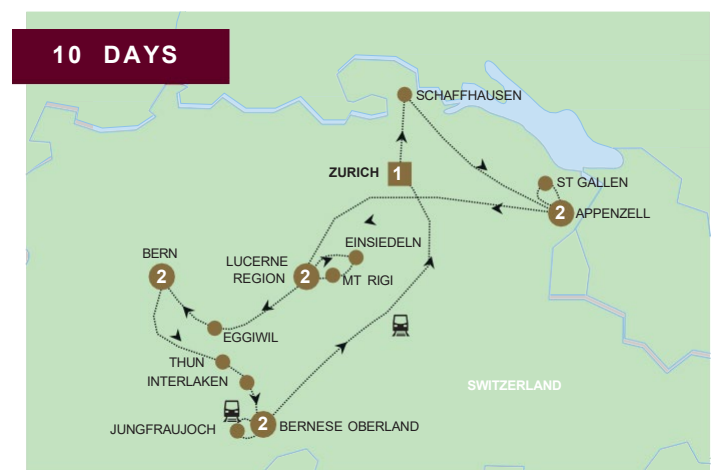 10 DAYS
SCHAFFHAUSEN
ZURICH
1
ST GALLEN
2
APPENZELL
BERN
2
LUCERNE
REGION
2
EINSIEDELN
MT RIGI
EGGIWIL
THUN
INTERLAKEN
SWITZERLAND
JUNGFRAUJOCH
2
BERNESE OBERLAND